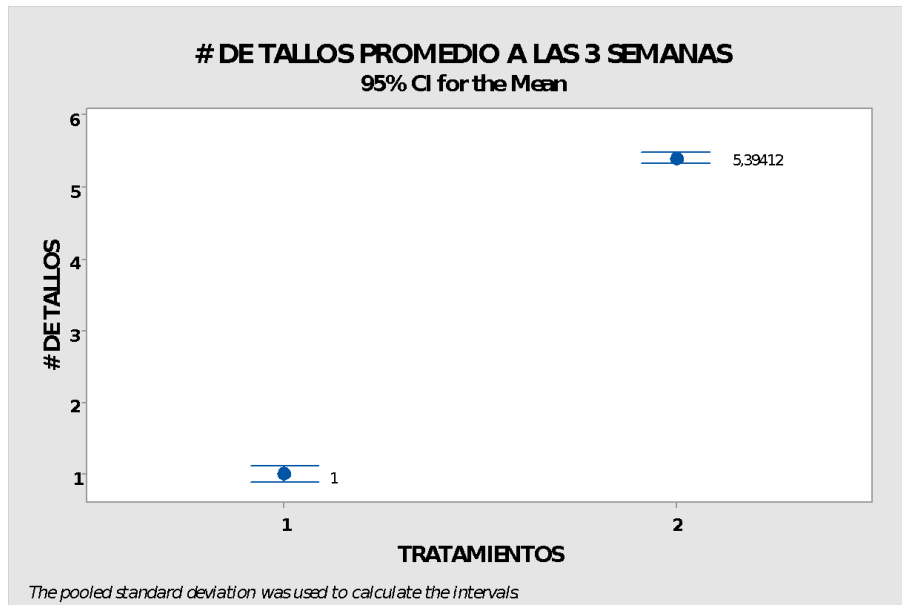 # DE TALLOS PROMEDIO A LAS 3 SEMANAS
95% CI for the Mean
6
5
4
3
2
1
# DE TALLOS
5,39412
1
1
2
TRATAMIENTOS
The pooled standard deviation was used to calculate the intervals.